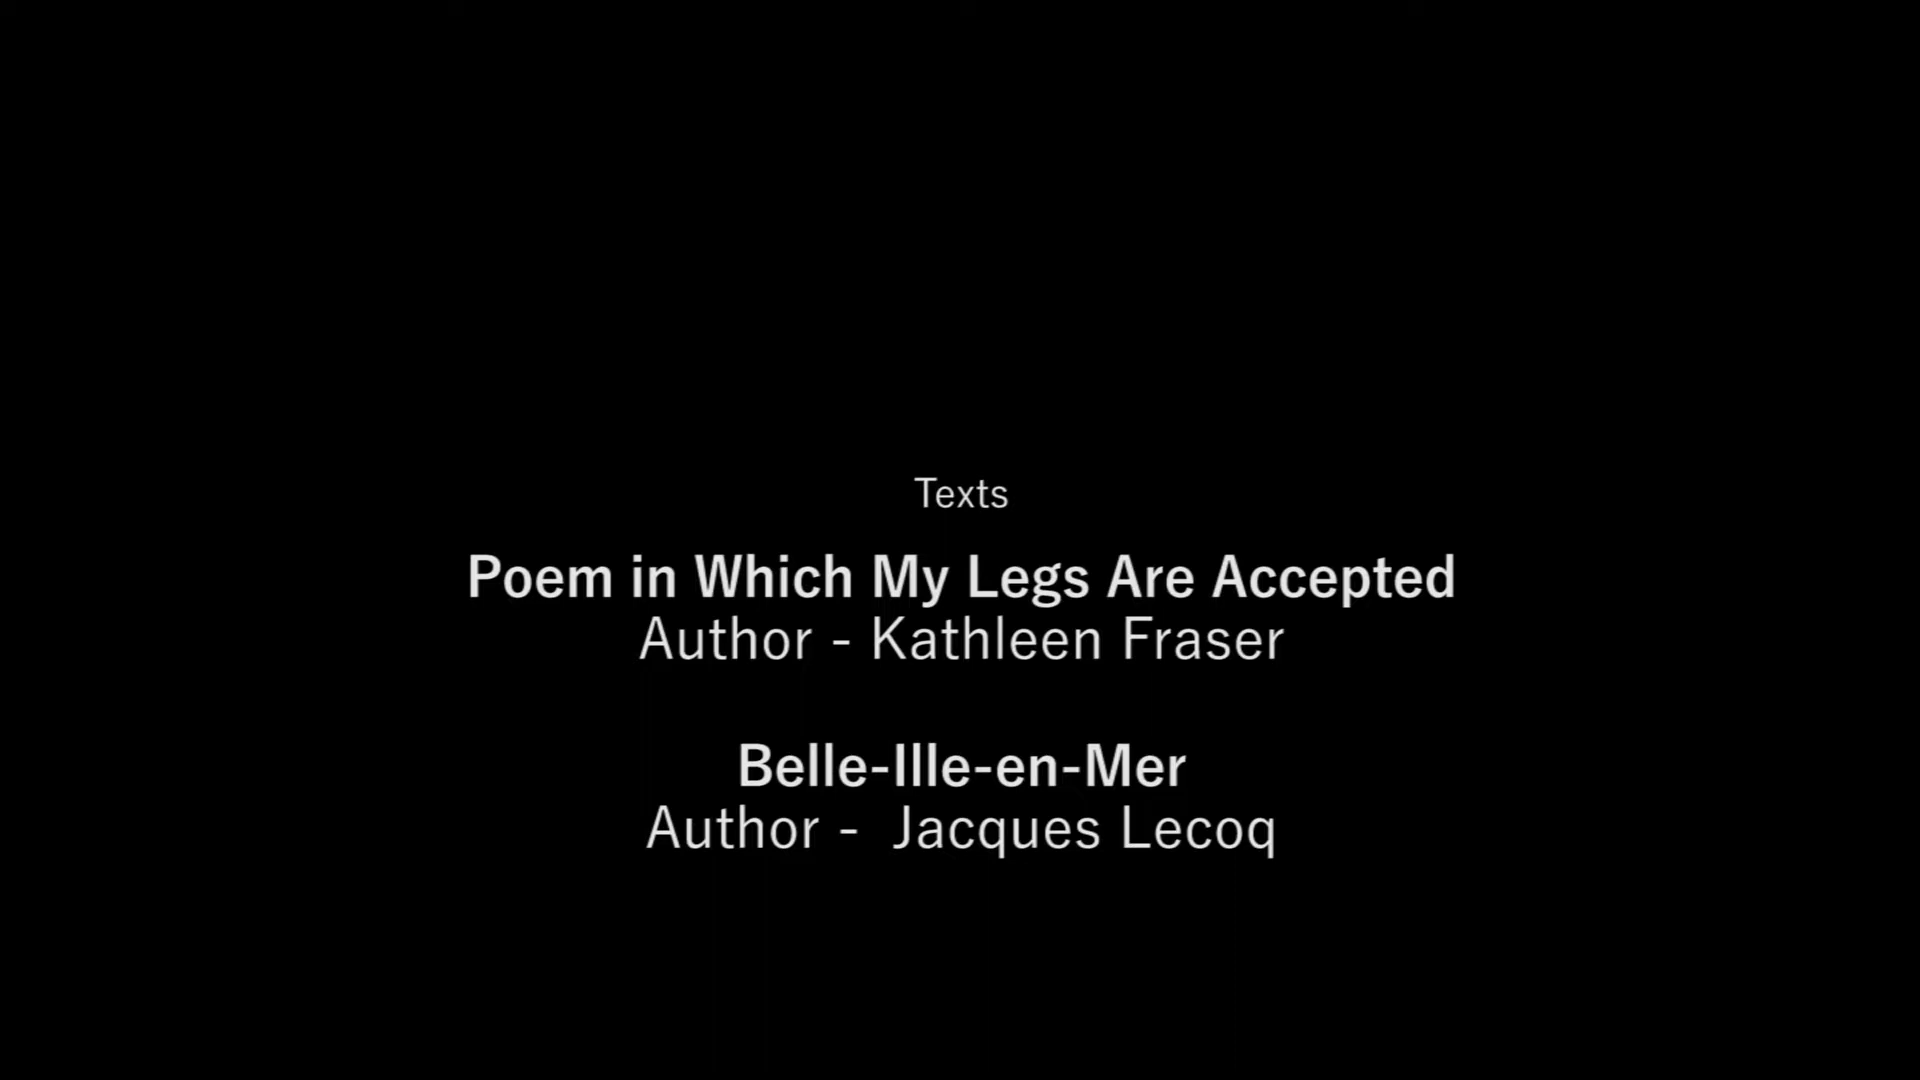 Texts
Poem in Which My Legs Are Accepted
Author - Kathleen Fraser
Belle-Ille-en-Mer
Author -  Jacques Lecoq